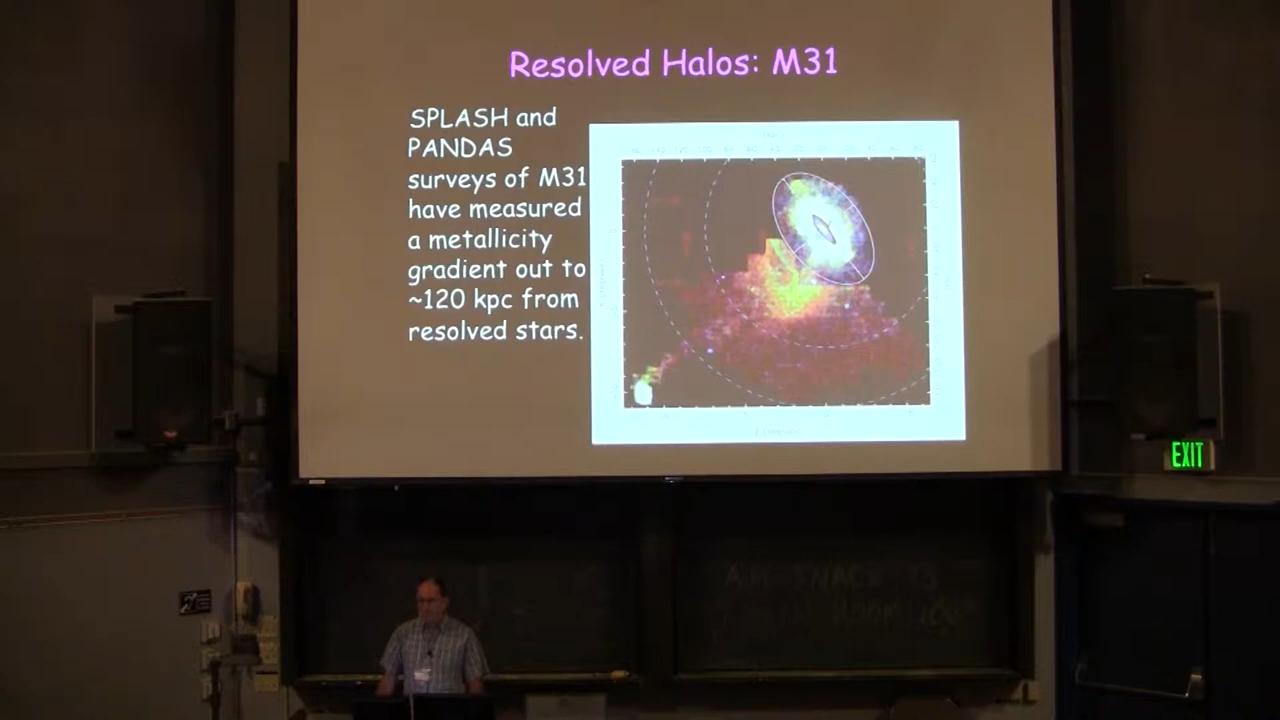 Resolved Halos: M31
SPLASH and
PANDAS
surveys of M31
have measured
a metallicity
gradient out to
~120 kpc from
resolved stars.
EXIT